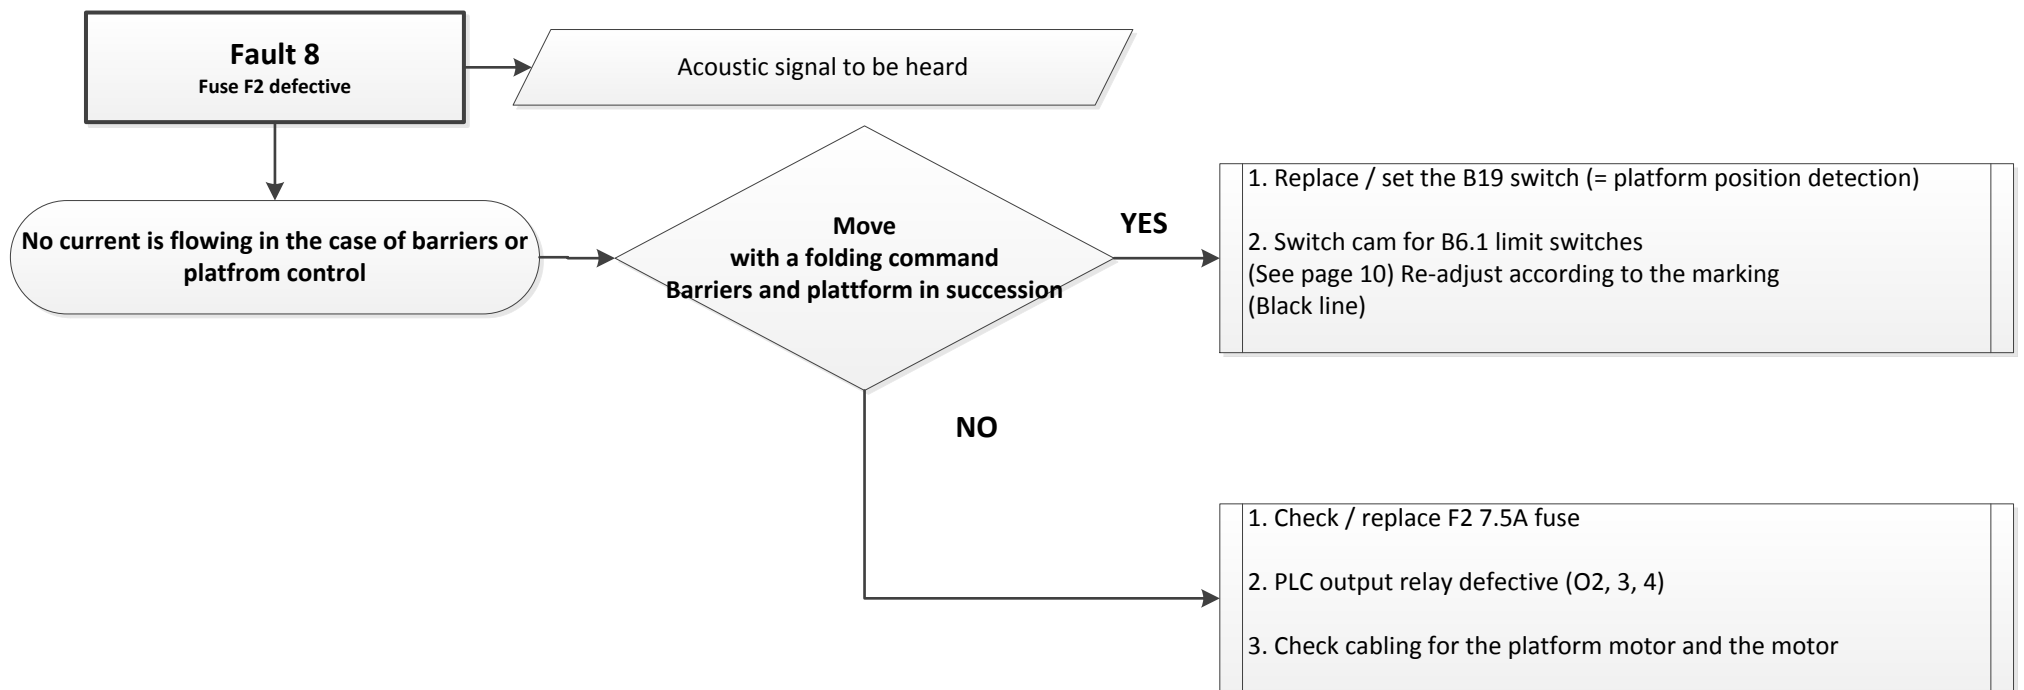 Fault 8
Fuse F2 defective
Acoustic signal to be heard
No current is flowing in the case of barriers or
platfrom control
Move
with a folding command
Barriers and plattform in succession
YES
1. Replace / set the B19 switch (= platform position detection)
2. Switch cam for B6.1 limit switches
(See page 10) Re-adjust according to the marking
(Black line)
NO
1. Check / replace F2 7.5A fuse
2. PLC output relay defective (O2, 3, 4)
3. Check cabling for the platform motor and the motor